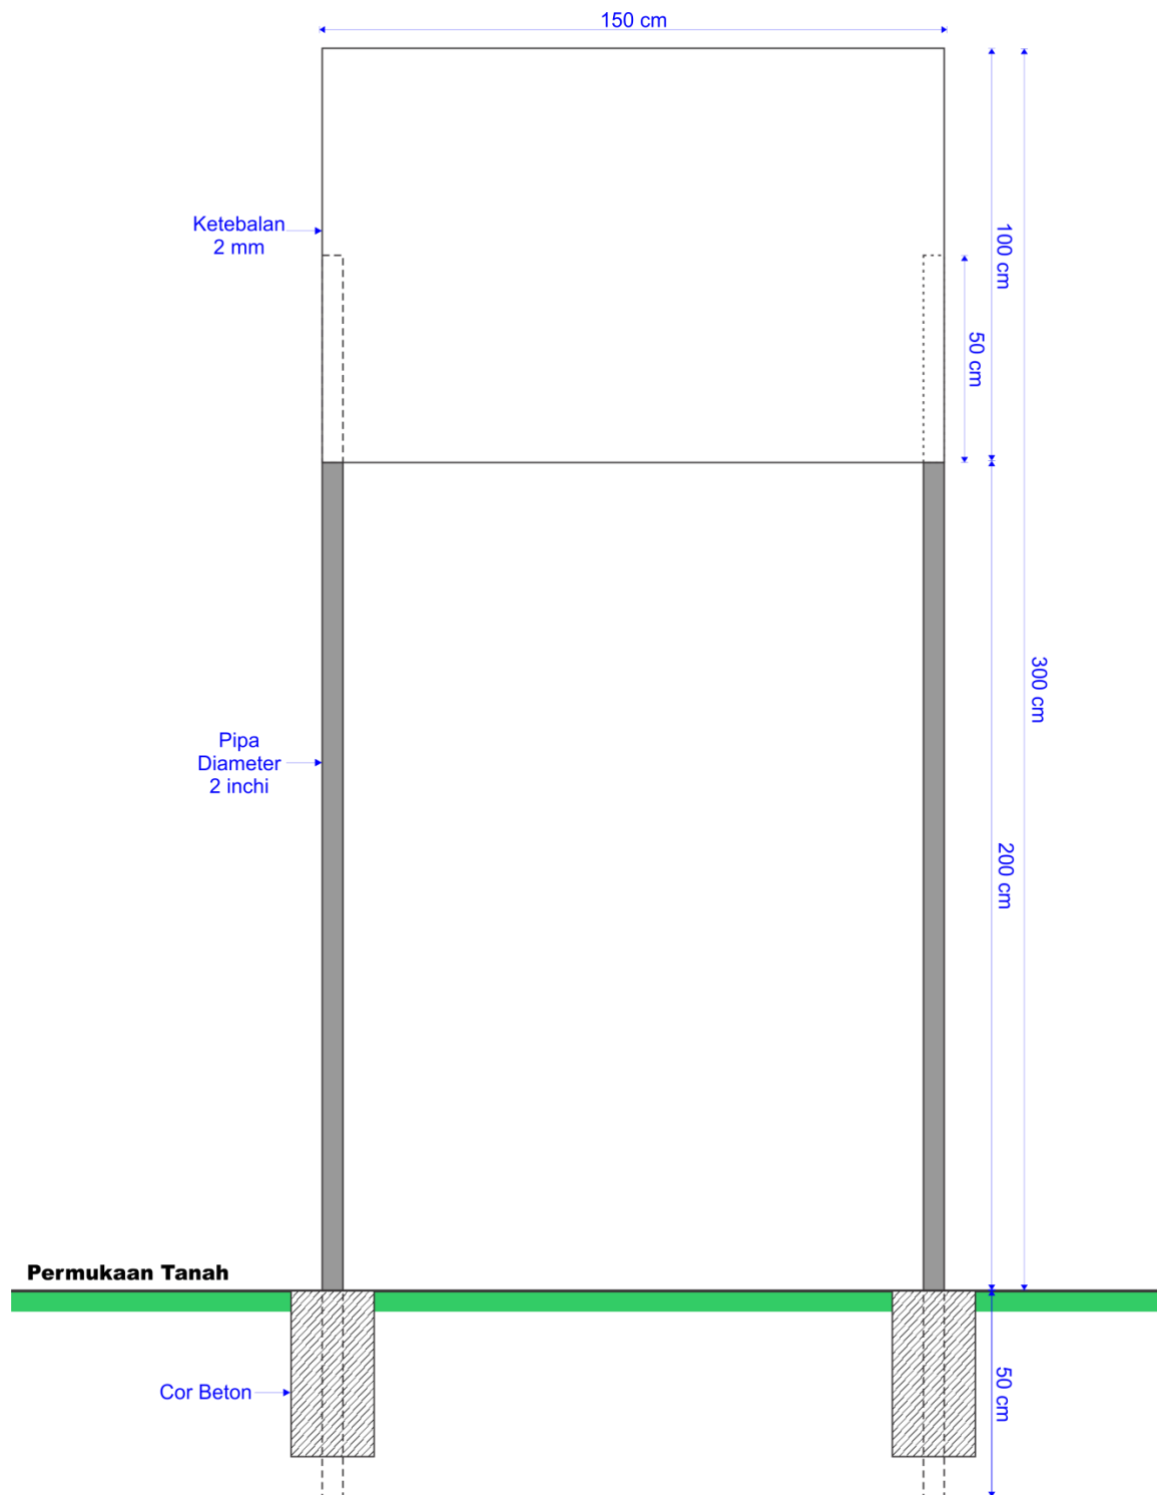 150 cm
Ketebalan
2 mm
100 cm
50 cm
300 cm
Pipa
Diameter
2 inchi
200 cm
Permukaan Tanah
Cor Beton
50 cm